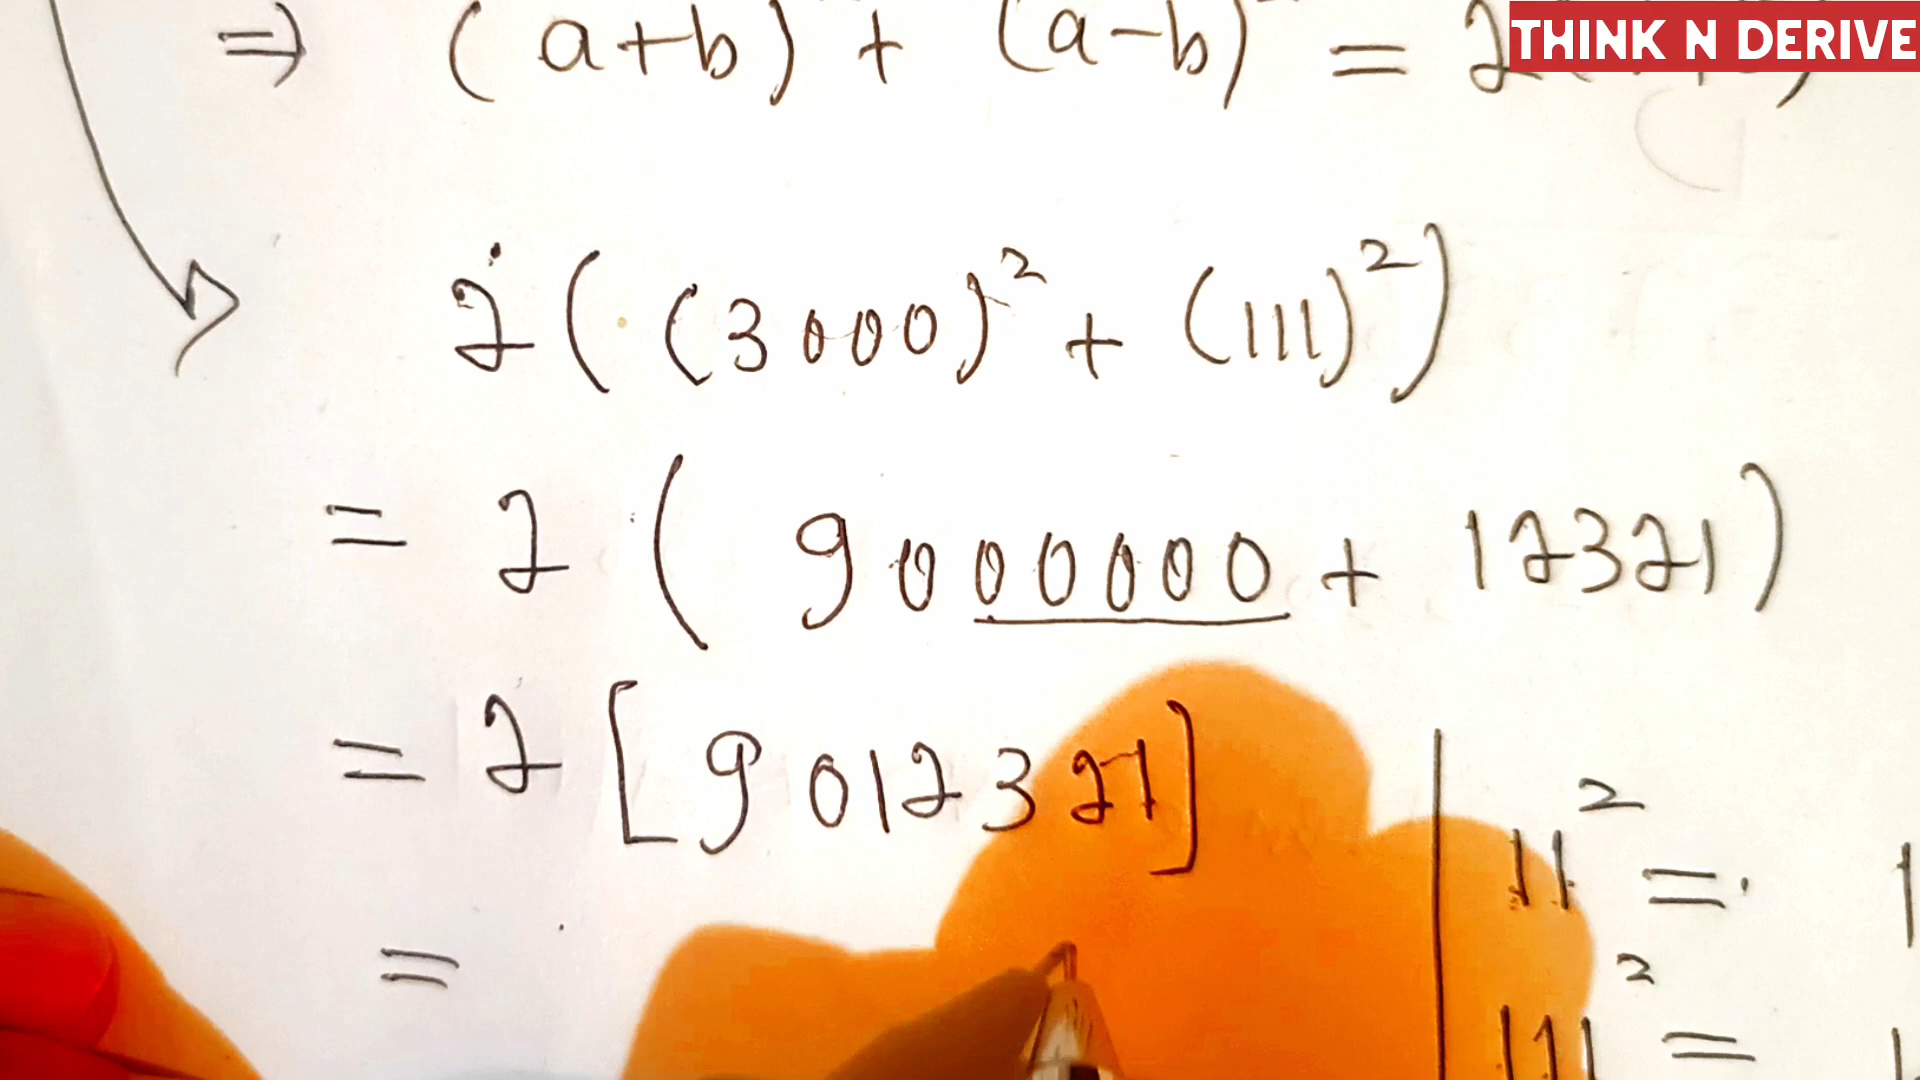 THINK N DERIVE
⇒ (a+b) + (a-b) = 2
2((3000)² + (111)²)
= 2 ( 9000000 + 12321)
= 2 [9012321]
=
11² =
111² =